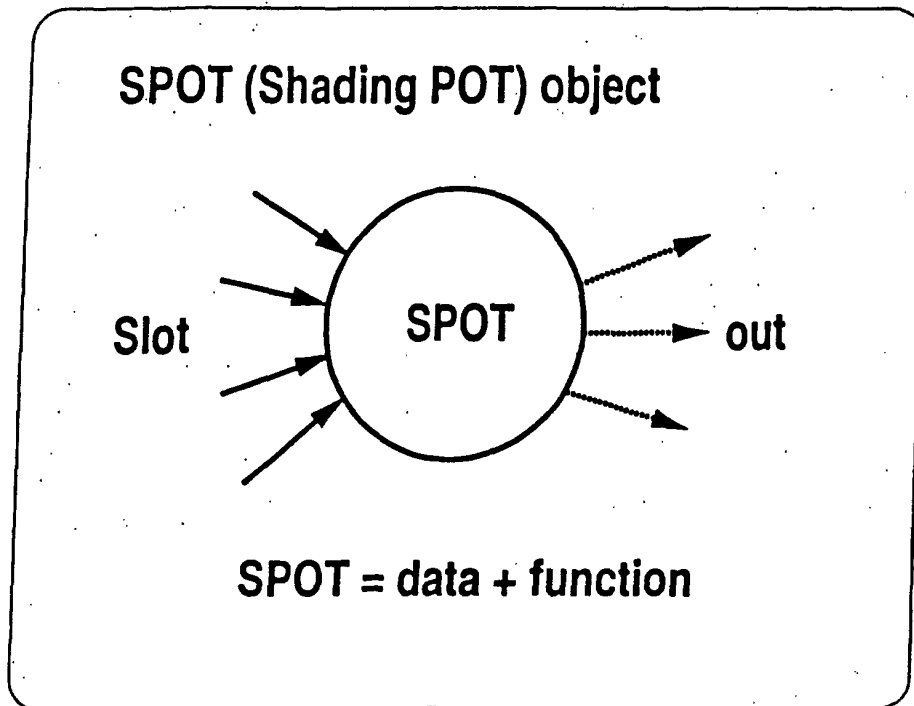 SPOT (Shading POT) object
Slot
SPOT
out
SPOT = data + function